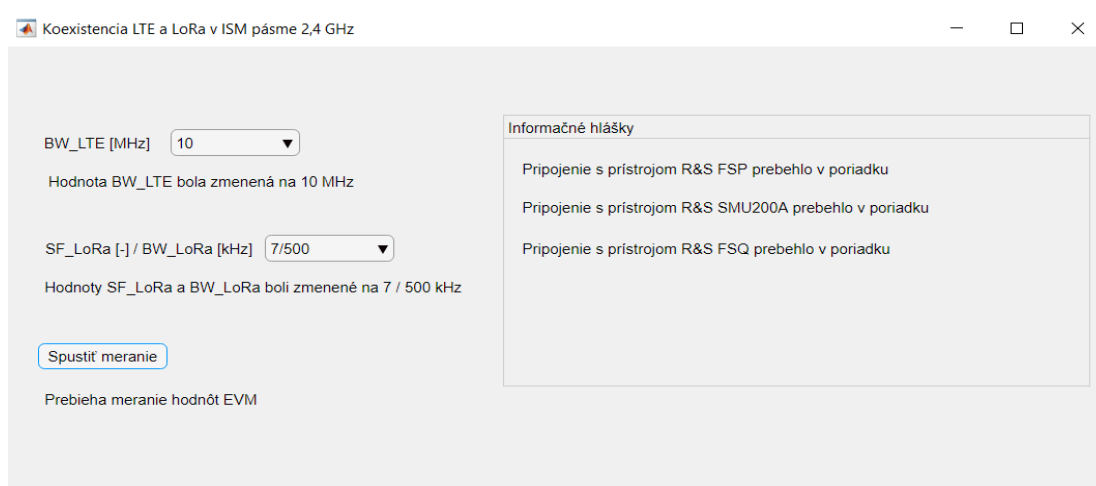 Koexistencia LTE a LoRa v ISM pásme 2,4 GHz
BW_LTE [MHz] 10
Hodnota BW_LTE bola zmenená na 10 MHz
SF_LoRa [-] / BW_LoRa [kHz] 7/500
Hodnoty SF_LoRa a BW_LoRa boli zmenené na 7 / 500 kHz
Spustiť meranie
Prebieha meranie hodnôt EVM
Informačné hlášky
Pripojenie s prístrojom R&S FSP prebehlo v poriadku
Pripojenie s prístrojom R&S SMU200A prebehlo v poriadku
Pripojenie s prístrojom R&S FSQ prebehlo v poriadku